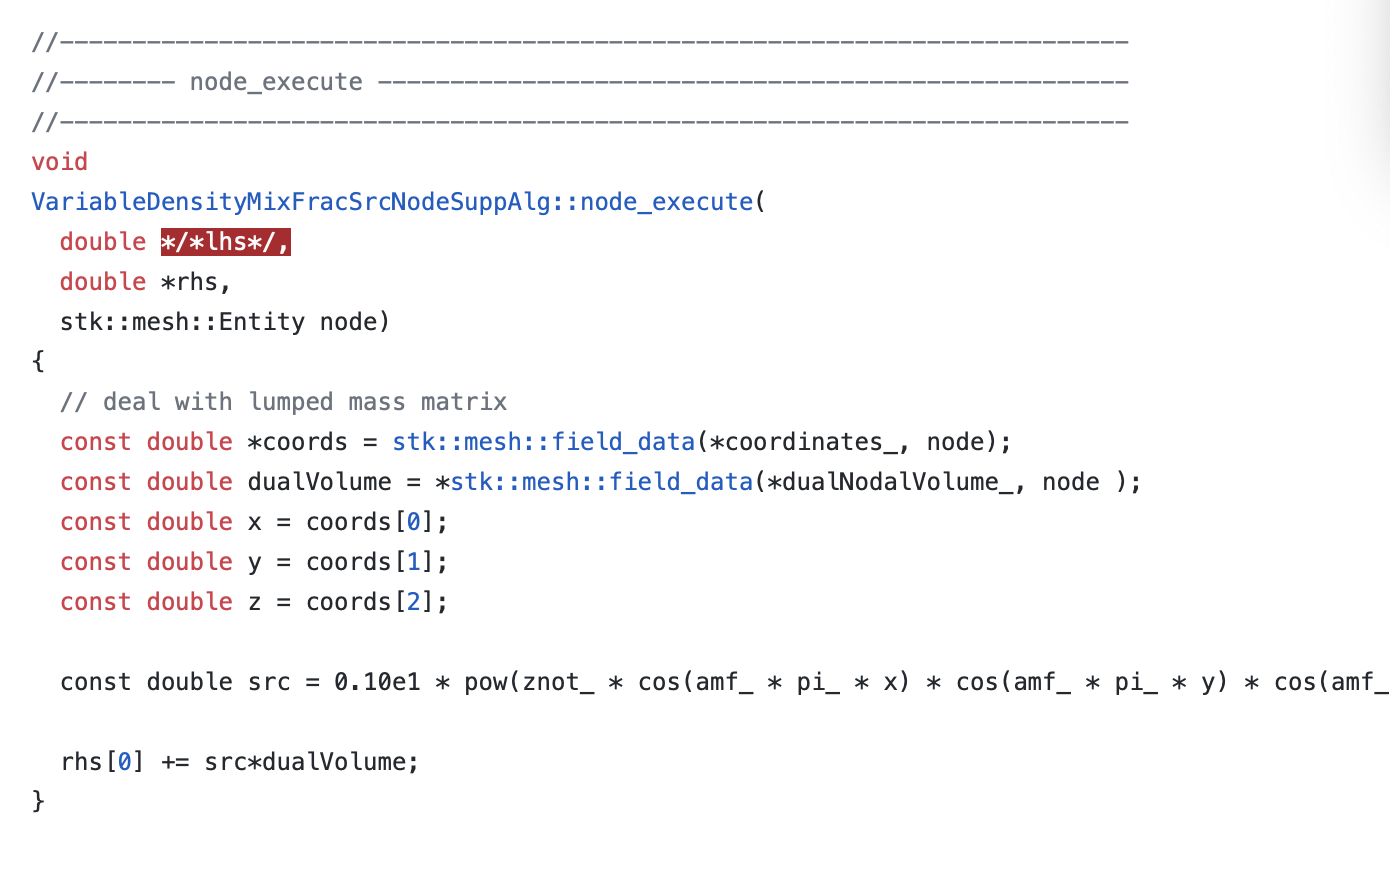 //--------------------------------------------------------------------------
//-------- node_execute ----------------------------------------------------
//--------------------------------------------------------------------------
void
VariableDensityMixFracSrcNodeSuppAlg::node_execute(
  double */*lhs*/,
  double *rhs,
  stk::mesh::Entity node)
{
  // deal with lumped mass matrix
  const double *coords = stk::mesh::field_data(*coordinates_, node);
  const double dualVolume = *stk::mesh::field_data(*dualNodalVolume_, node );
  const double x = coords[0];
  const double y = coords[1];
  const double z = coords[2];
  const double src = 0.10e1 * pow(znot_ * cos(amf_ * pi_ * x) * cos(amf_ * pi_ * y) * cos(amf_
  rhs[0] += src*dualVolume;
}